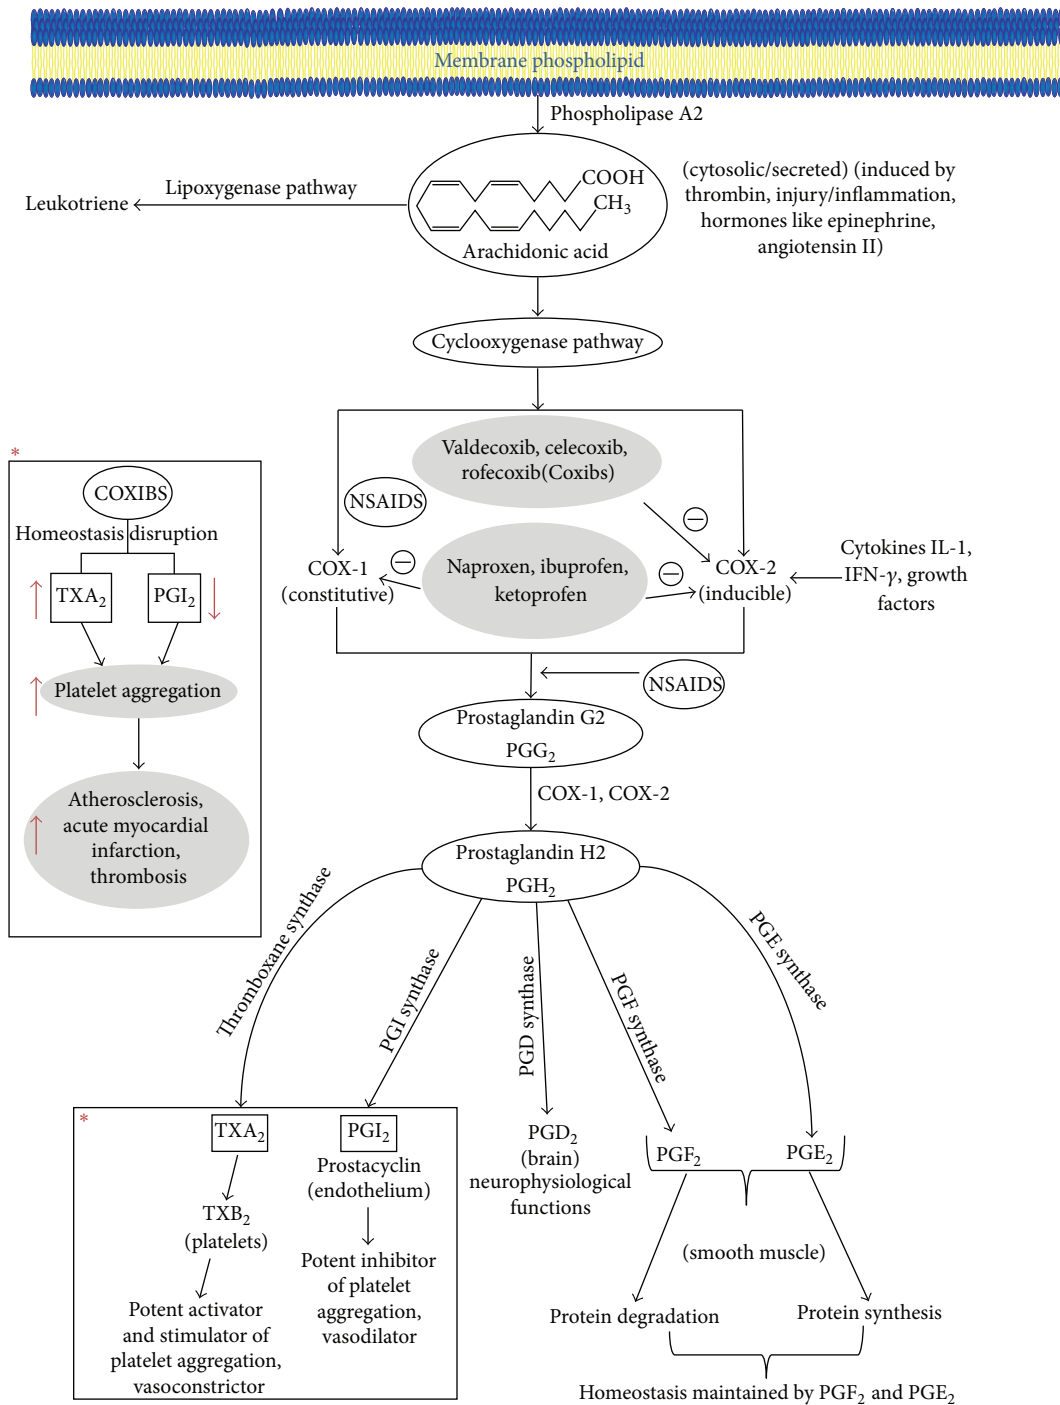 Membrane phospholipid
Phospholipase A2
Lipoxygenase pathway
Leukotriene
COOH
CH₃
Arachidonic acid
(cytosolic/secreted) (induced by
thrombin, injury/inflammation,
hormones like epinephrine,
angiotensin II)
Cyclooxygenase pathway
Valdecoxib, celecoxib,
rofecoxib(Coxibs)
NSAIDS
−
−
−
COX-1
(constitutive)
Naproxen, ibuprofen,
ketoprofen
COX-2
(inducible)
Cytokines IL-1,
IFN-γ, growth
factors
*
COXIBS
Homeostasis disruption
TXA₂
PGI₂
Platelet aggregation
Atherosclerosis,
acute myocardial
infarction,
thrombosis
NSAIDS
Prostaglandin G2
PGG₂
COX-1, COX-2
Prostaglandin H2
PGH₂
Thromboxane synthase
PGI synthase
PGD synthase
PGF synthase
PGE synthase
*
TXA₂
TXB₂
(platelets)
Potent activator
and stimulator of
platelet aggregation,
vasoconstrictor
PGI₂
Prostacyclin
(endothelium)
Potent inhibitor
of platelet
aggregation,
vasodilator
PGD₂
(brain)
neurophysiological
functions
PGF₂
PGE₂
(smooth muscle)
Protein degradation
Protein synthesis
Homeostasis maintained by PGF₂ and PGE₂